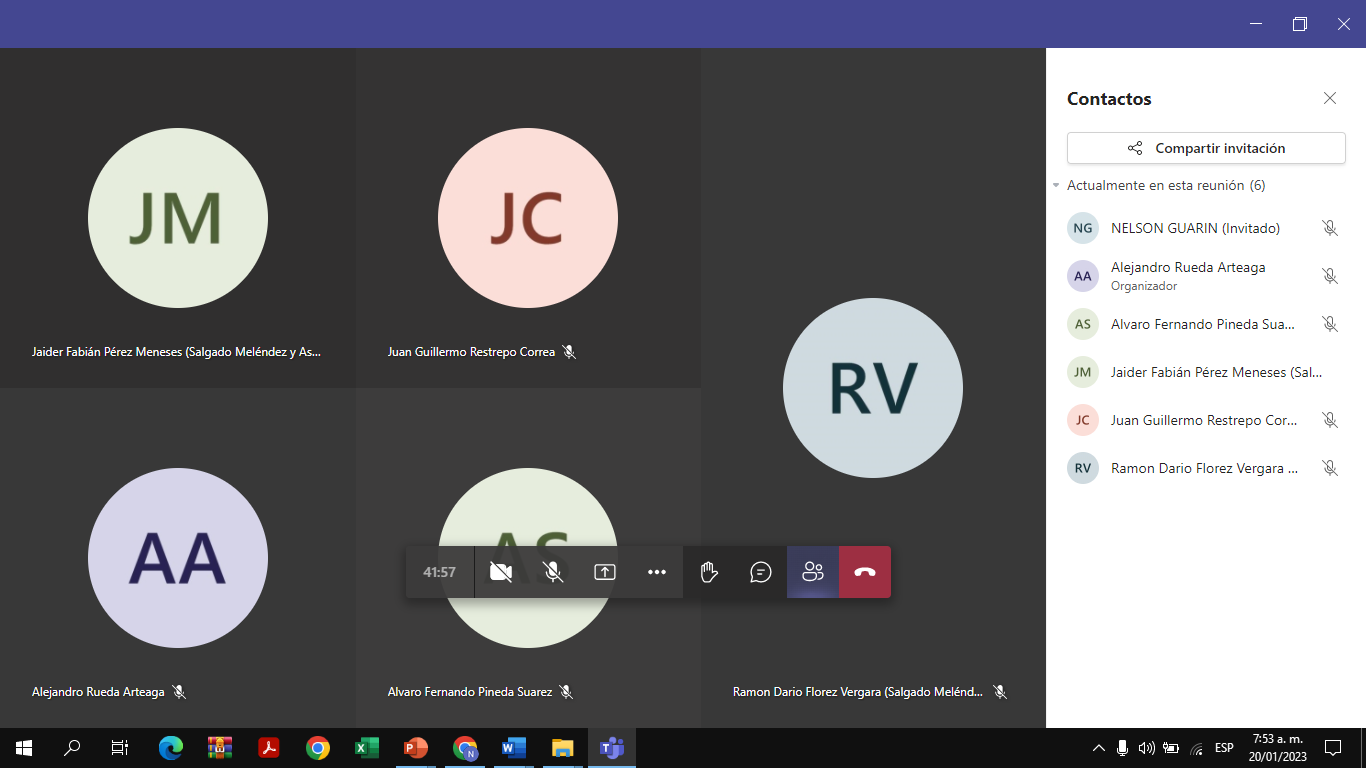 JM
Jaider Fabián Pérez Meneses (Salgado Meléndez y As...
JC
Juan Guillermo Restrepo Correa
RV
Ramon Dario Florez Vergara (Salgado Melénd...
AA
Alejandro Rueda Arteaga
AS
Alvaro Fernando Pineda Suarez
41:57
Contactos
Compartir invitación
Actualmente en esta reunión (6)
NG NELSON GUARIN (Invitado)
AA Alejandro Rueda Arteaga
Organizador
AS Alvaro Fernando Pineda Sua...
JM Jaider Fabián Pérez Meneses (Sal...
JC Juan Guillermo Restrepo Cor...
RV Ramon Dario Florez Vergara ...
ESP
7:53 a. m.
20/01/2023